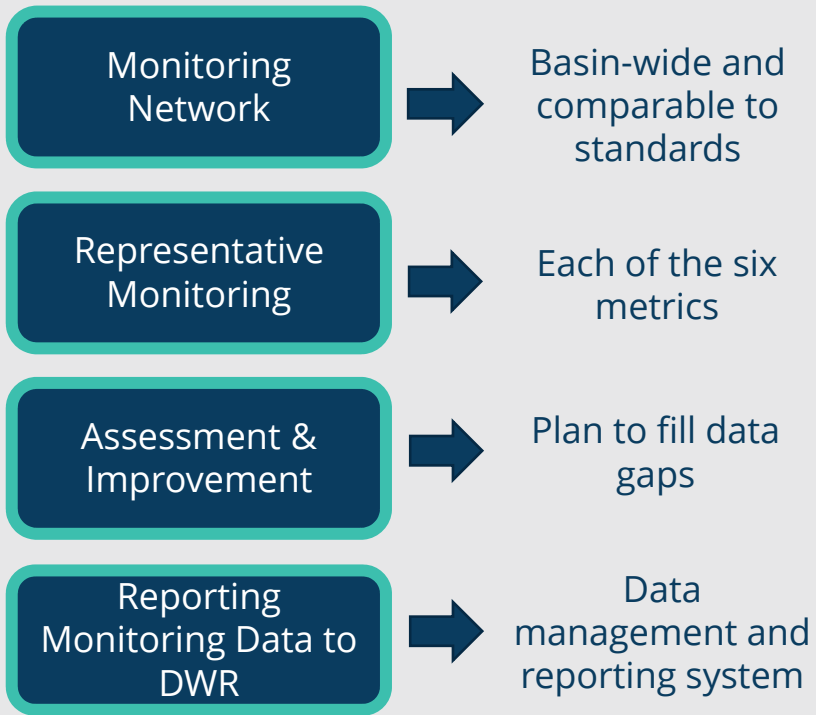 Monitoring
Network
Basin-wide and
comparable to
standards
Representative
Monitoring
Each of the six
metrics
Assessment &
Improvement
Plan to fill data
gaps
Reporting
Monitoring Data to
DWR
Data
management and
reporting system